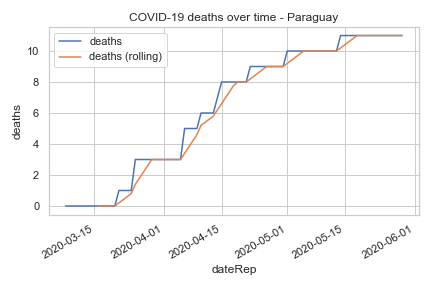 COVID-19 deaths over time - Paraguay
deaths
deaths (rolling)
10
8
6
4
2
0
deaths
2020-03-15
2020-04-01
2020-04-15
2020-05-01
2020-05-15
2020-06-01
dateRep